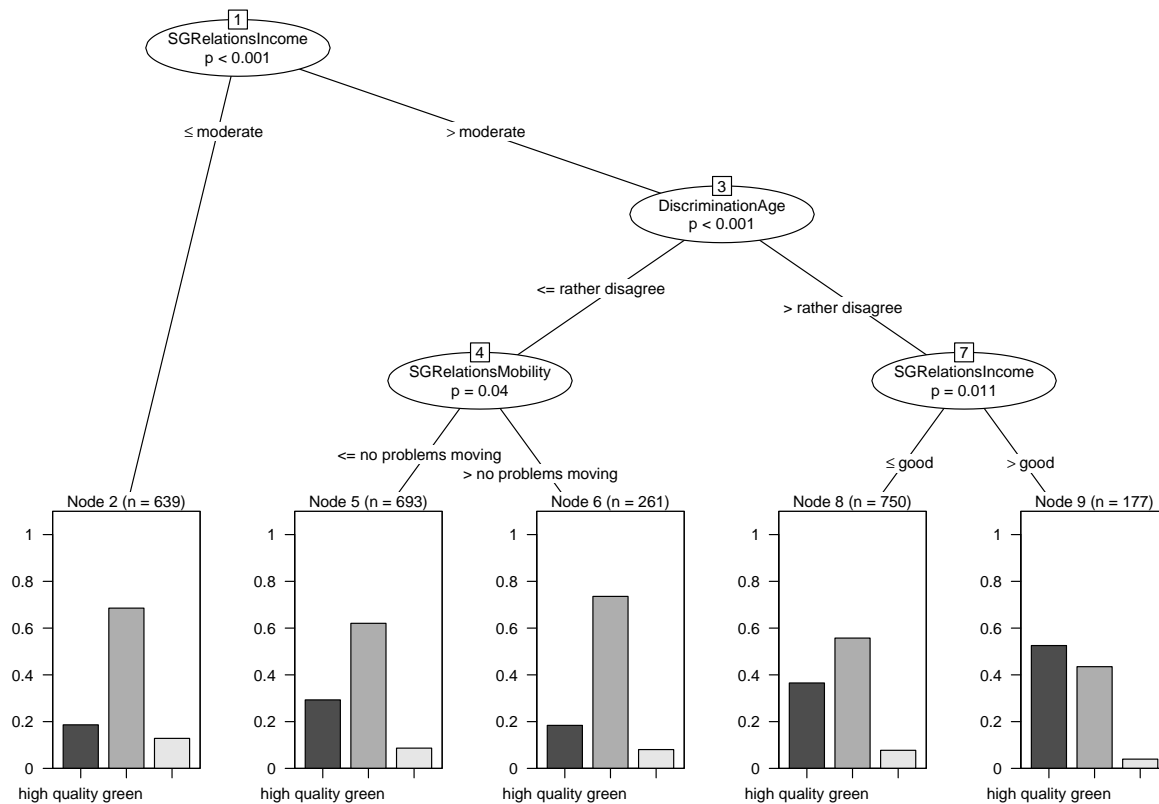 1
SGRelationsIncome
p < 0.001
≤ moderate
> moderate
3
DiscriminationAge
p < 0.001
<= rather disagree
> rather disagree
4
SGRelationsMobility
p = 0.04
7
SGRelationsIncome
p = 0.011
<= no problems moving
> no problems moving
≤ good
> good
Node 2 (n = 639)
1
0.8
0.6
0.4
0.2
0
high quality green
Node 5 (n = 693)
1
0.8
0.6
0.4
0.2
0
high quality green
Node 6 (n = 261)
1
0.8
0.6
0.4
0.2
0
high quality green
Node 8 (n = 750)
1
0.8
0.6
0.4
0.2
0
high quality green
Node 9 (n = 177)
1
0.8
0.6
0.4
0.2
0
high quality green